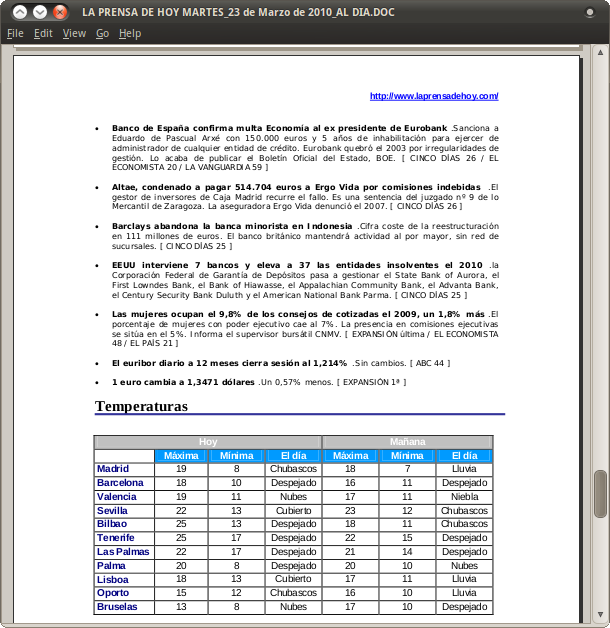 LA PRENSA DE HOY MARTES_23 de Marzo de 2010_AL DIA.DOC
File Edit View Go Help
http://www.laprensadehoy.com/
• Banco de España confirma multa Economía al ex presidente de Eurobank .Sanciona a
Eduardo de Pascual Arxé con 150.000 euros y 5 años de inhabilitación para ejercer de
administrador de cualquier entidad de crédito. Eurobank quebró el 2003 por irregularidades de
gestión. Lo acaba de publicar el Boletín Oficial del Estado, BOE. [ CINCO DÍAS 26 / EL
ECONOMISTA 20 / LA VANGUARDIA 59 ]
• Altae, condenado a pagar 514.704 euros a Ergo Vida por comisiones indebidas .El
gestor de inversores de Caja Madrid recurre el fallo. Es una sentencia del juzgado nº 9 de lo
Mercantil de Zaragoza. La aseguradora Ergo Vida denunció el 2007. [ CINCO DÍAS 26 ]
• Barclays abandona la banca minorista en Indonesia .Cifra coste de la reestructuración
en 111 millones de euros. El banco británico mantendrá actividad al por mayor, sin red de
sucursales. [ CINCO DÍAS 25 ]
• EEUU interviene 7 bancos y eleva a 37 las entidades insolventes el 2010 .la
Corporación Federal de Garantía de Depósitos pasa a gestionar el State Bank of Aurora, el
First Lowndes Bank, el Bank of Hiawasse, el Appalachian Community Bank, el Advanta Bank,
el Century Security Bank Duluth y el American National Bank Parma. [ CINCO DÍAS 25 ]
• Las mujeres ocupan el 9,8% de los consejos de cotizadas el 2009, un 1,8% más .El
porcentaje de mujeres con poder ejecutivo cae al 7%. La presencia en comisiones ejecutivas
se sitúa en el 5%. Informa el supervisor bursátil CNMV. [ EXPANSIÓN última / EL ECONOMISTA
48 / EL PAÍS 21 ]
• El euribor diario a 12 meses cierra sesión al 1,214% .Sin cambios. [ ABC 44 ]
• 1 euro cambia a 1,3471 dólares .Un 0,57% menos. [ EXPANSIÓN 1ª ]
Temperaturas
Hoy Mañana
Máxima Mínima El día Máxima Mínima El día
Madrid 19 8 Chubascos 18 7 Lluvia
Barcelona 18 10 Despejado 16 11 Despejado
Valencia 19 11 Nubes 17 11 Niebla
Sevilla 22 13 Cubierto 23 12 Chubascos
Bilbao 25 13 Despejado 18 11 Chubascos
Tenerife 25 17 Despejado 22 15 Despejado
Las Palmas 22 17 Despejado 21 14 Despejado
Palma 20 8 Despejado 20 10 Nubes
Lisboa 18 13 Cubierto 17 11 Lluvia
Oporto 15 12 Chubascos 16 10 Lluvia
Bruselas 13 8 Nubes 17 10 Despejado